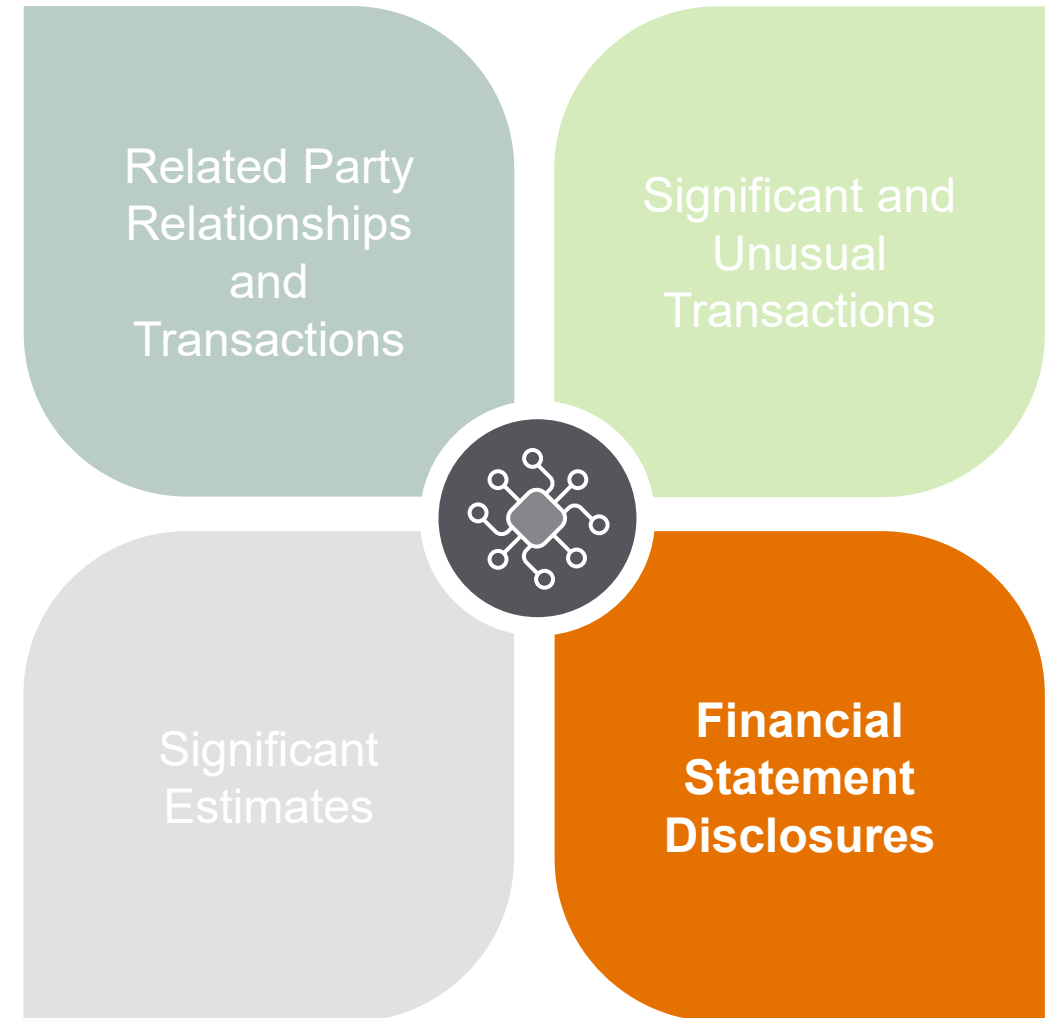 Related Party
Relationships
and
Transactions
Significant and
Unusual
Transactions
Significant
Estimates
Financial
Statement
Disclosures